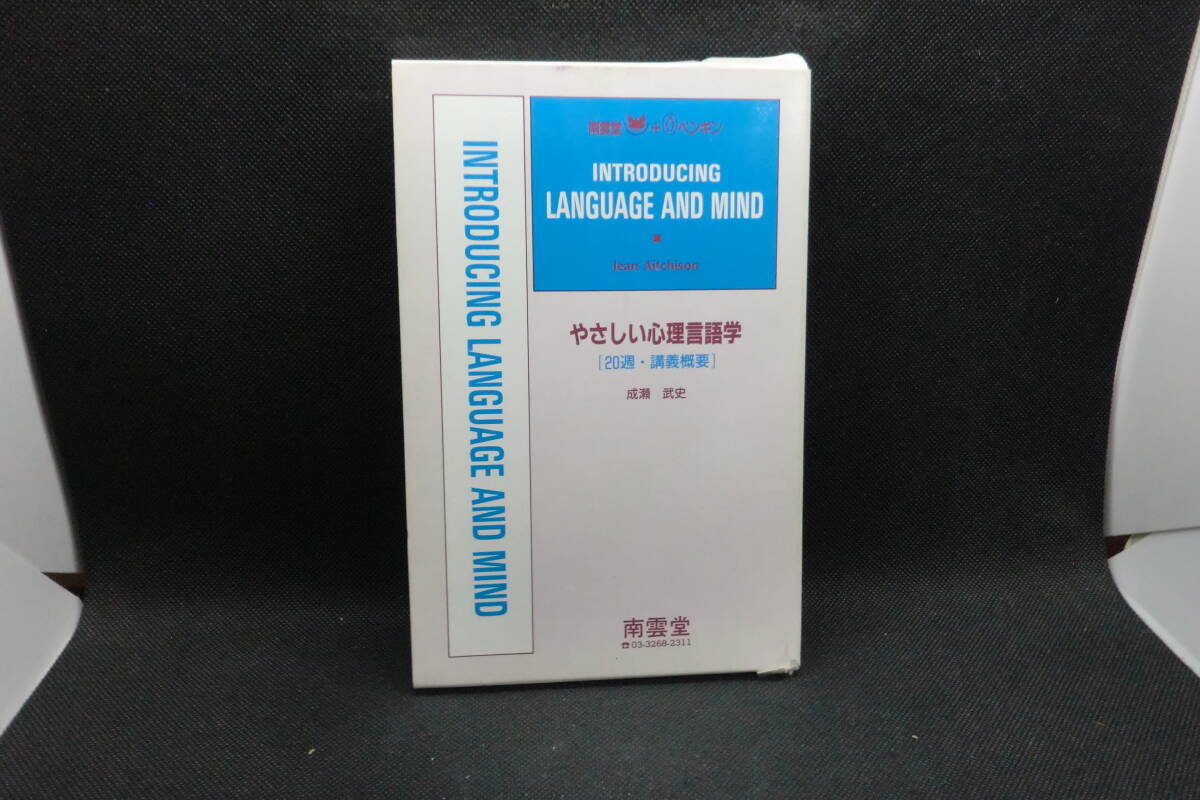 INTRODUCING LANGUAGE AND MIND
南雲堂 + ペンギン
INTRODUCING
LANGUAGE AND MIND
Jean Aitchison
やさしい心理言語学
[20週・講義概要]
成瀬 武史
南雲堂
☎03-3268-2311